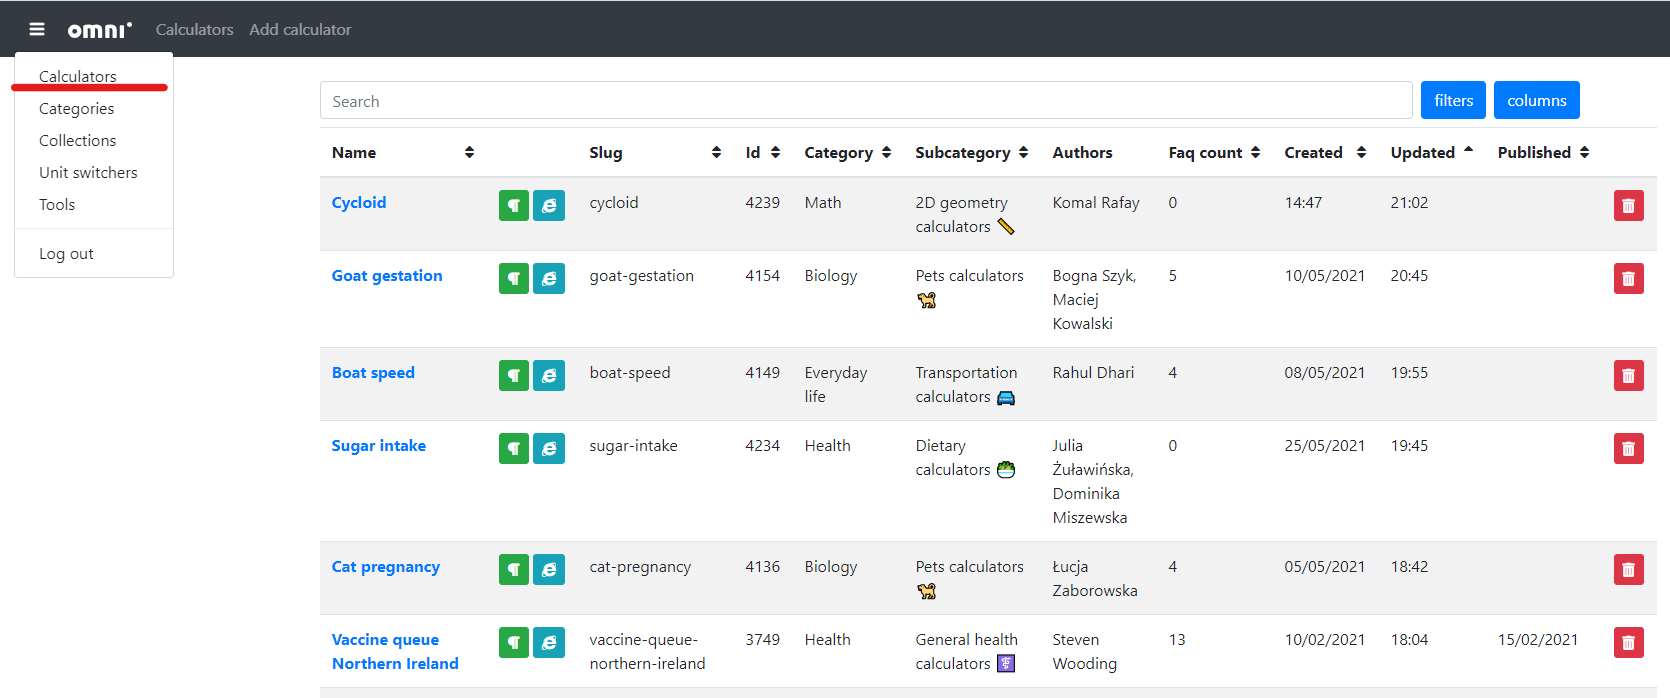 omni Calculators Add calculator
Calculators
Categories
Collections
Unit switchers
Tools
Log out
Search filters columns
Name Slug Id Category Subcategory Authors Faq count Created Updated Published
Cycloid cycloid 4239 Math 2D geometry Komal Rafay 0 14:47 21:02
calculators
Goat gestation goat-gestation 4154 Biology Pets calculators Bogna Szyk, 5 10/05/2021 20:45
Maciej
Kowalski
Boat speed boat-speed 4149 Everyday Transportation Rahul Dhari 4 08/05/2021 19:55
life calculators
Sugar intake sugar-intake 4234 Health Dietary Julia 0 25/05/2021 19:45
calculators Żuławińska,
Dominika
Miszewska
Cat pregnancy cat-pregnancy 4136 Biology Pets calculators Łucja 4 05/05/2021 18:42
Zaborowska
Vaccine queue vaccine-queue- 3749 Health General health Steven 13 10/02/2021 18:04 15/02/2021
Northern Ireland northern-ireland calculators Wooding